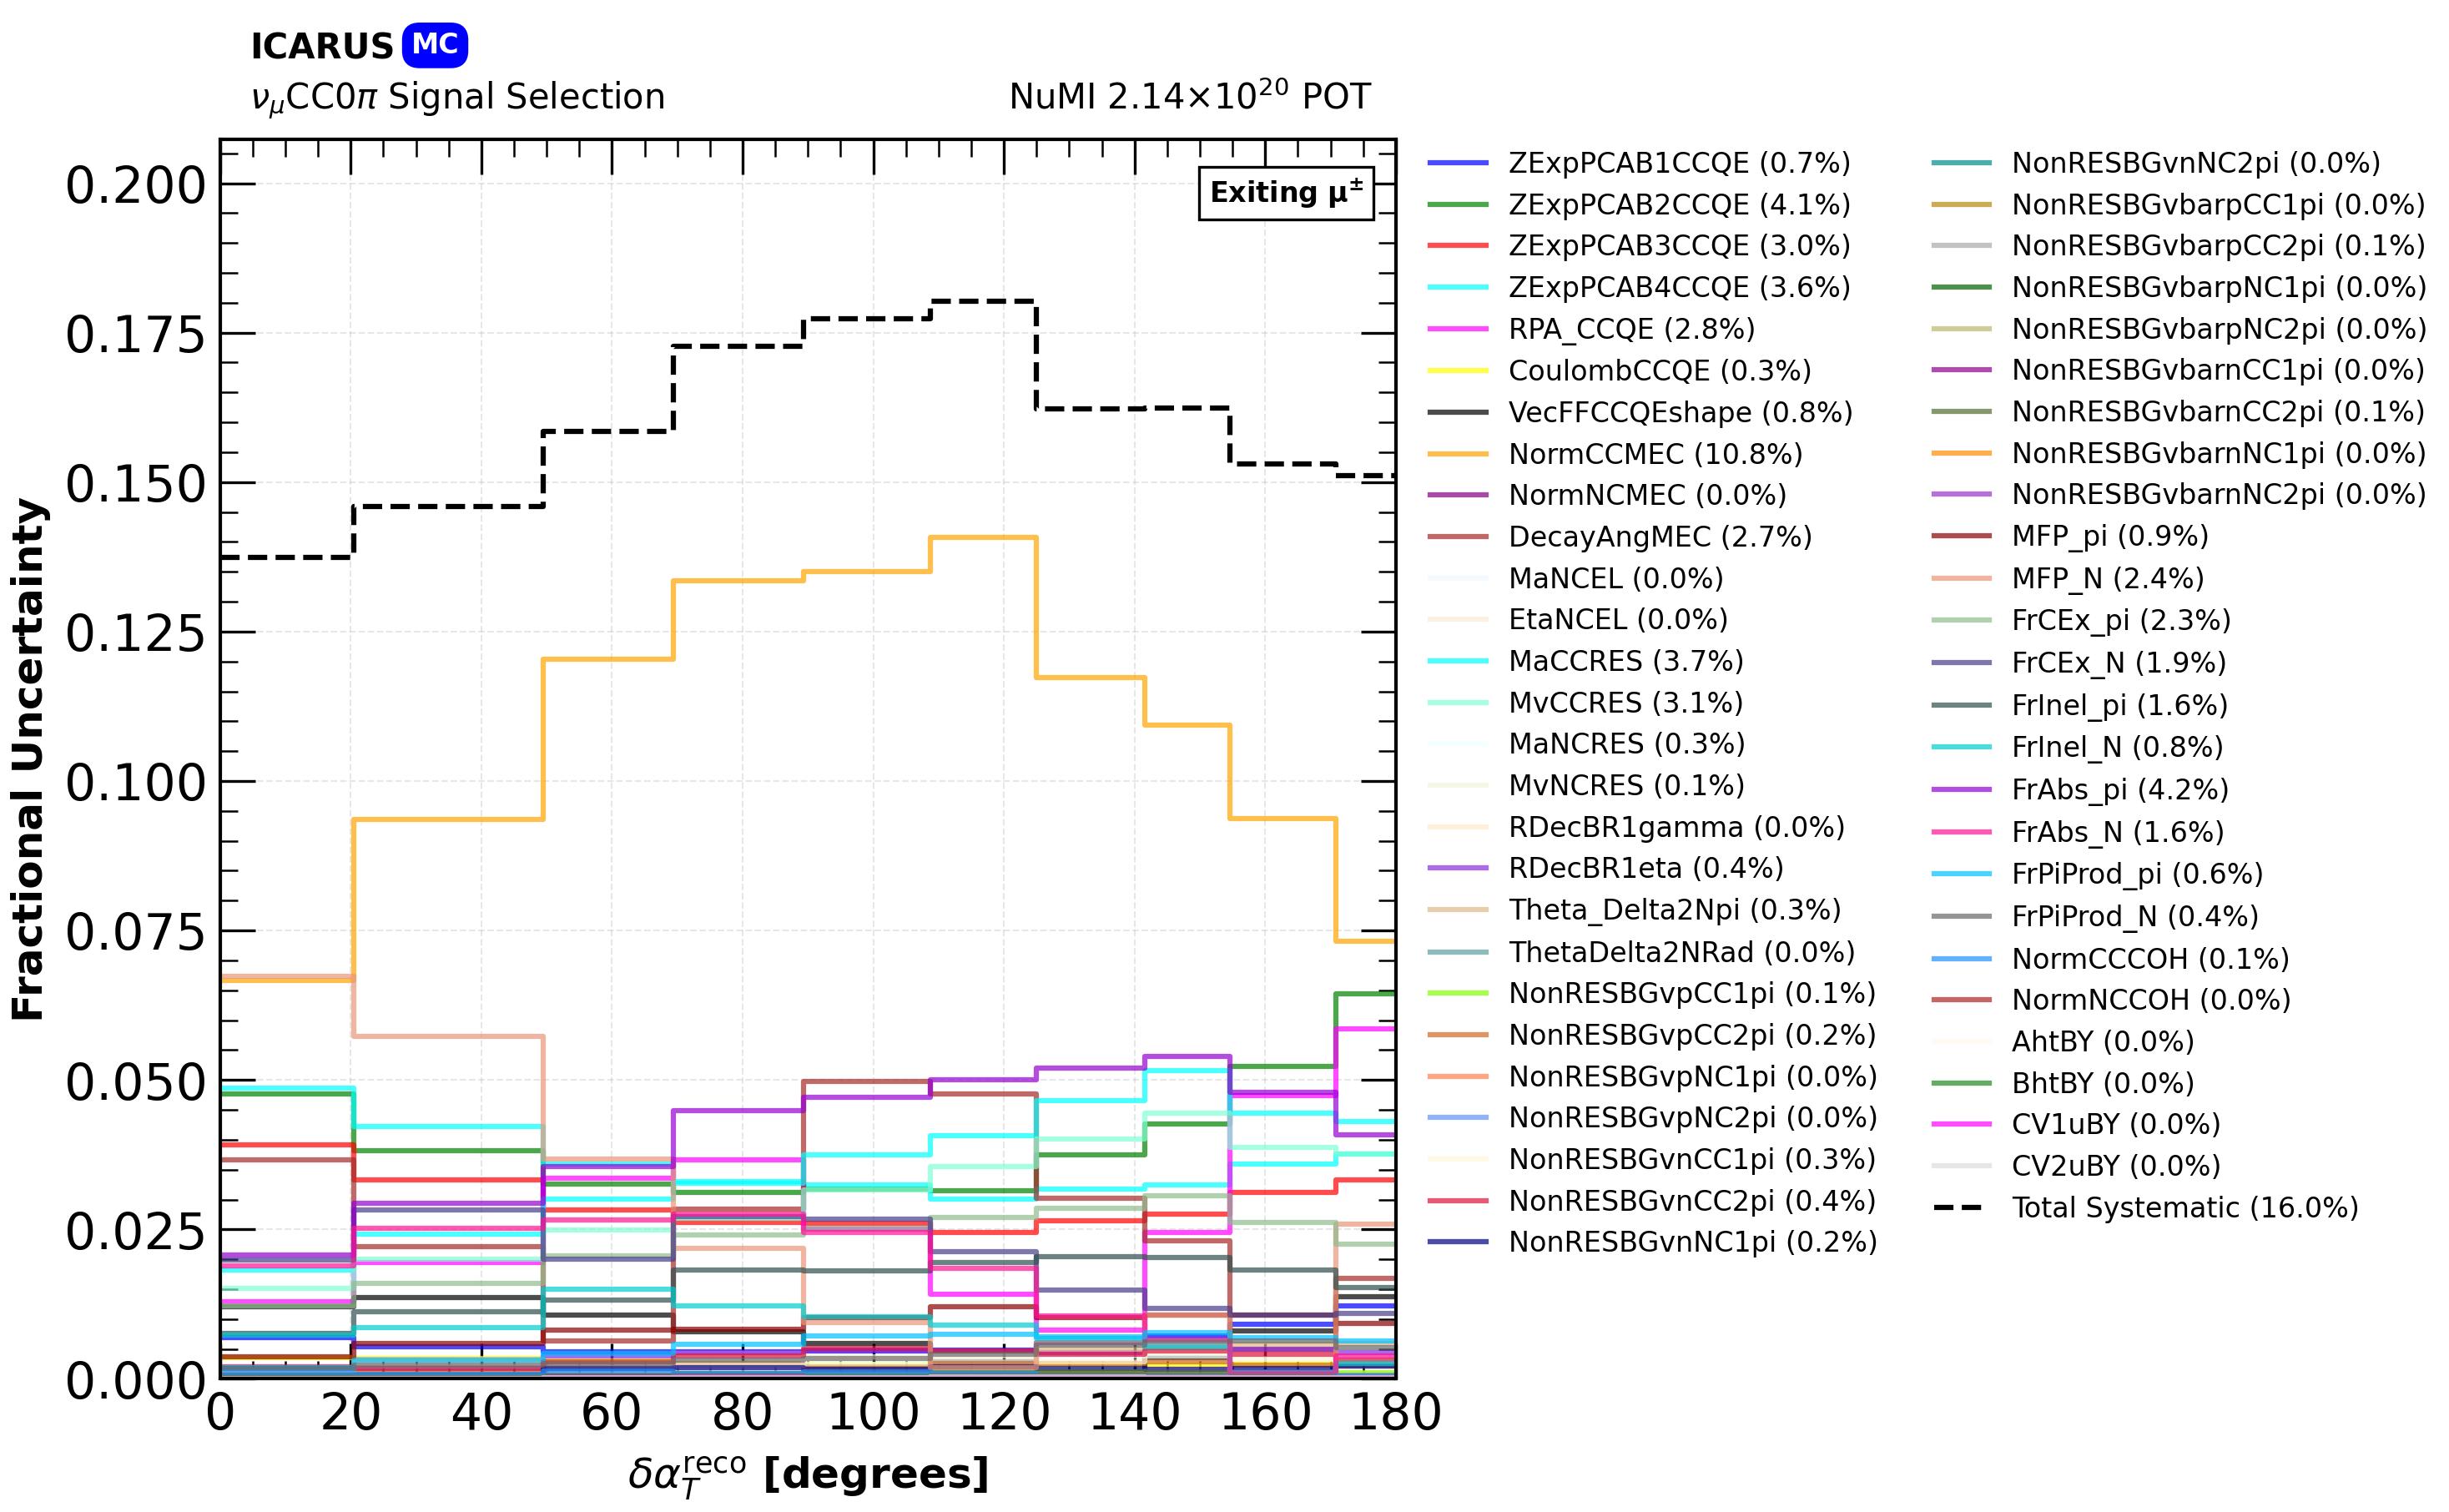 ICARUS MC
νμCC0π Signal Selection
NuMI 2.14×10²⁰ POT
Exiting μ±
Fractional Uncertainty
0.200
0.175
0.150
0.125
0.100
0.075
0.050
0.025
0.000
0 20 40 60 80 100 120 140 160 180
δα_T^reco [degrees]
ZExpPCAB1CCQE (0.7%)
ZExpPCAB2CCQE (4.1%)
ZExpPCAB3CCQE (3.0%)
ZExpPCAB4CCQE (3.6%)
RPA_CCQE (2.8%)
CoulombCCQE (0.3%)
VecFFCCQEshape (0.8%)
NormCCMEC (10.8%)
NormNCMEC (0.0%)
DecayAngMEC (2.7%)
MaNCEL (0.0%)
EtaNCEL (0.0%)
MaCCRES (3.7%)
MvCCRES (3.1%)
MaNCRES (0.3%)
MvNCRES (0.1%)
RDecBR1gamma (0.0%)
RDecBR1eta (0.4%)
Theta_Delta2Npi (0.3%)
ThetaDelta2NRad (0.0%)
NonRESBGvpCC1pi (0.1%)
NonRESBGvpCC2pi (0.2%)
NonRESBGvpNC1pi (0.0%)
NonRESBGvpNC2pi (0.0%)
NonRESBGvnCC1pi (0.3%)
NonRESBGvnCC2pi (0.4%)
NonRESBGvnNC1pi (0.2%)
NonRESBGvnNC2pi (0.0%)
NonRESBGvbarpCC1pi (0.0%)
NonRESBGvbarpCC2pi (0.1%)
NonRESBGvbarpNC1pi (0.0%)
NonRESBGvbarpNC2pi (0.0%)
NonRESBGvbarnCC1pi (0.0%)
NonRESBGvbarnCC2pi (0.1%)
NonRESBGvbarnNC1pi (0.0%)
NonRESBGvbarnNC2pi (0.0%)
MFP_pi (0.9%)
MFP_N (2.4%)
FrCEx_pi (2.3%)
FrCEx_N (1.9%)
FrInel_pi (1.6%)
FrInel_N (0.8%)
FrAbs_pi (4.2%)
FrAbs_N (1.6%)
FrPiProd_pi (0.6%)
FrPiProd_N (0.4%)
NormCCCOH (0.1%)
NormNCCOH (0.0%)
AhtBY (0.0%)
BhtBY (0.0%)
CV1uBY (0.0%)
CV2uBY (0.0%)
Total Systematic (16.0%)